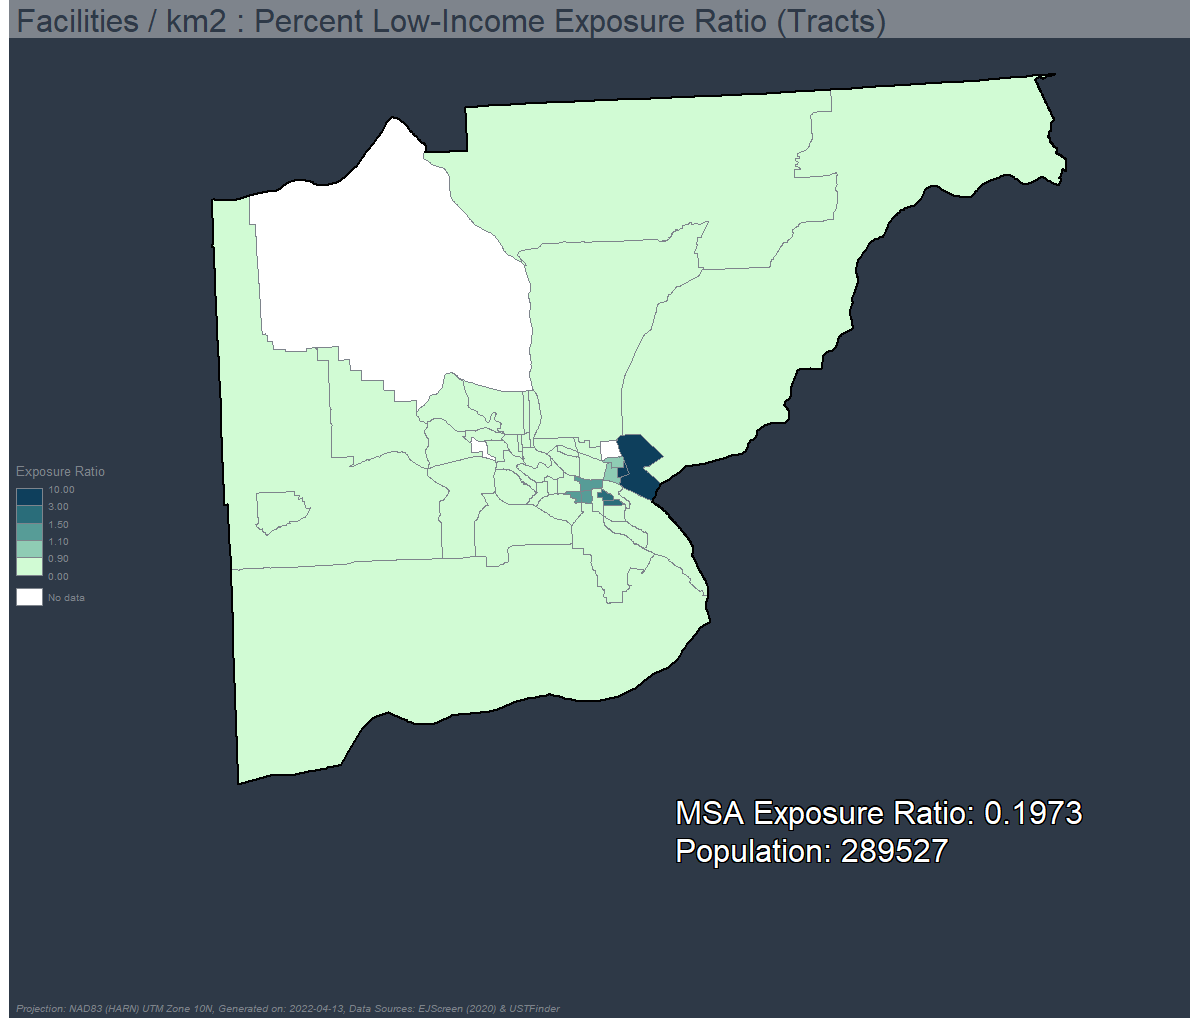 Facilities / km2 : Percent Low-Income Exposure Ratio (Tracts)
Exposure Ratio
10.00
3.00
1.50
1.10
0.90
0.00
No data
MSA Exposure Ratio: 0.1973
Population: 289527
Projection: NAD83 (HARN) UTM Zone 10N, Generated on: 2022-04-13, Data Sources: EJScreen (2020) & USTFinder